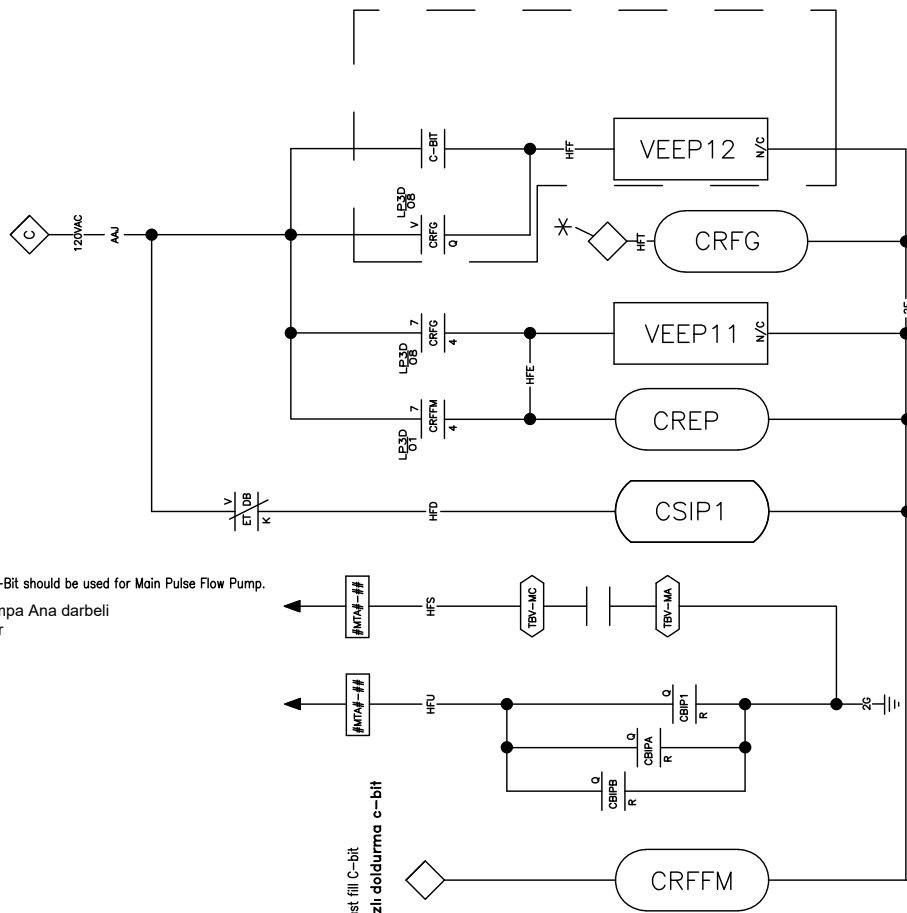 C
120VAC
AAJ
C-BIT
HFF
VEEP12
N/C
LP3D
08
V
CRFG
Q
*
HFT
CRFG
7
CRFG
4
LP3D
08
HFE
VEEP11
N/C
7
CRFFM
4
LP3D
01
CREP
V
ET DB
K
HFD
CSIP1
-Bit should be used for Main Pulse Flow Pump.
mpa Ana darbeli
r
#MTA#-##
HFS
TBV-MC
TBV-MA
#MTA#-##
HFU
Q
CBIP1
R
2G
Q
CBIPA
R
Q
CBIPB
R
st fill C-bit
zlı doldurma c-bit
CRFFM